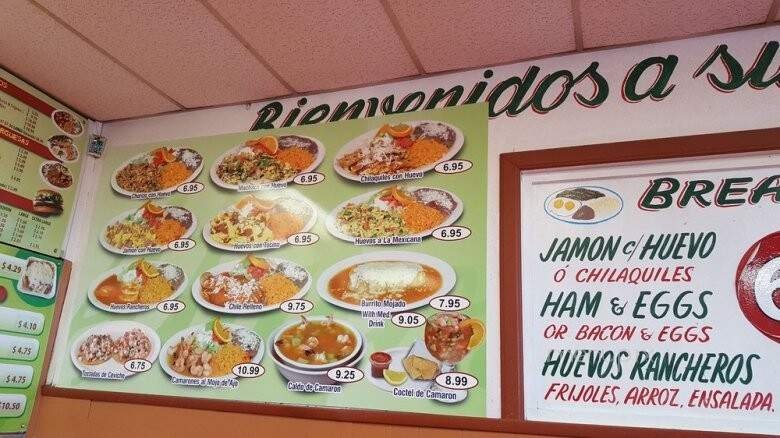 Bienvenidos a su
OS
RGUESAS
$4.29
$ 4.10
$ 4.75
$ 4.75
$10.50
Chorizo con Huevo
6.95
Machaca con Huevo
6.95
Chilaquiles con Huevo
6.95
Jamon con Huevo
6.95
Huevos con Tocino
6.95
Huevos a La Mexicana
6.95
Huevos Rancheros
6.95
Chile Relleno
9.75
Burrito Mojado
7.95
With Med.
Drink
9.05
Tostadas de Ceviche
6.75
Camarones al Mojo de Ajo
10.99
Caldo de Camaron
9.25
Coctel de Camaron
8.99
BREA
JAMON c/ HUEVO
Ó CHILAQUILES
HAM & EGGS
OR BACON & EGGS
HUEVOS RANCHEROS
FRIJOLES, ARROZ, ENSALADA,